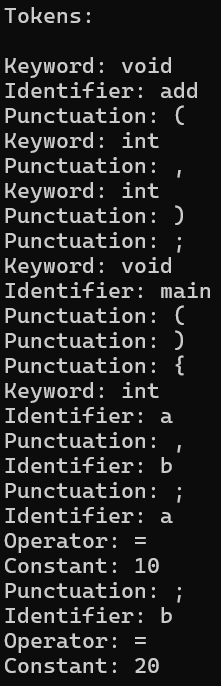 Tokens:
Keyword: void
Identifier: add
Punctuation: (
Keyword: int
Punctuation: ,
Keyword: int
Punctuation: )
Punctuation: ;
Keyword: void
Identifier: main
Punctuation: (
Punctuation: )
Punctuation: {
Keyword: int
Identifier: a
Punctuation: ,
Identifier: b
Punctuation: ;
Identifier: a
Operator: =
Constant: 10
Punctuation: ;
Identifier: b
Operator: =
Constant: 20